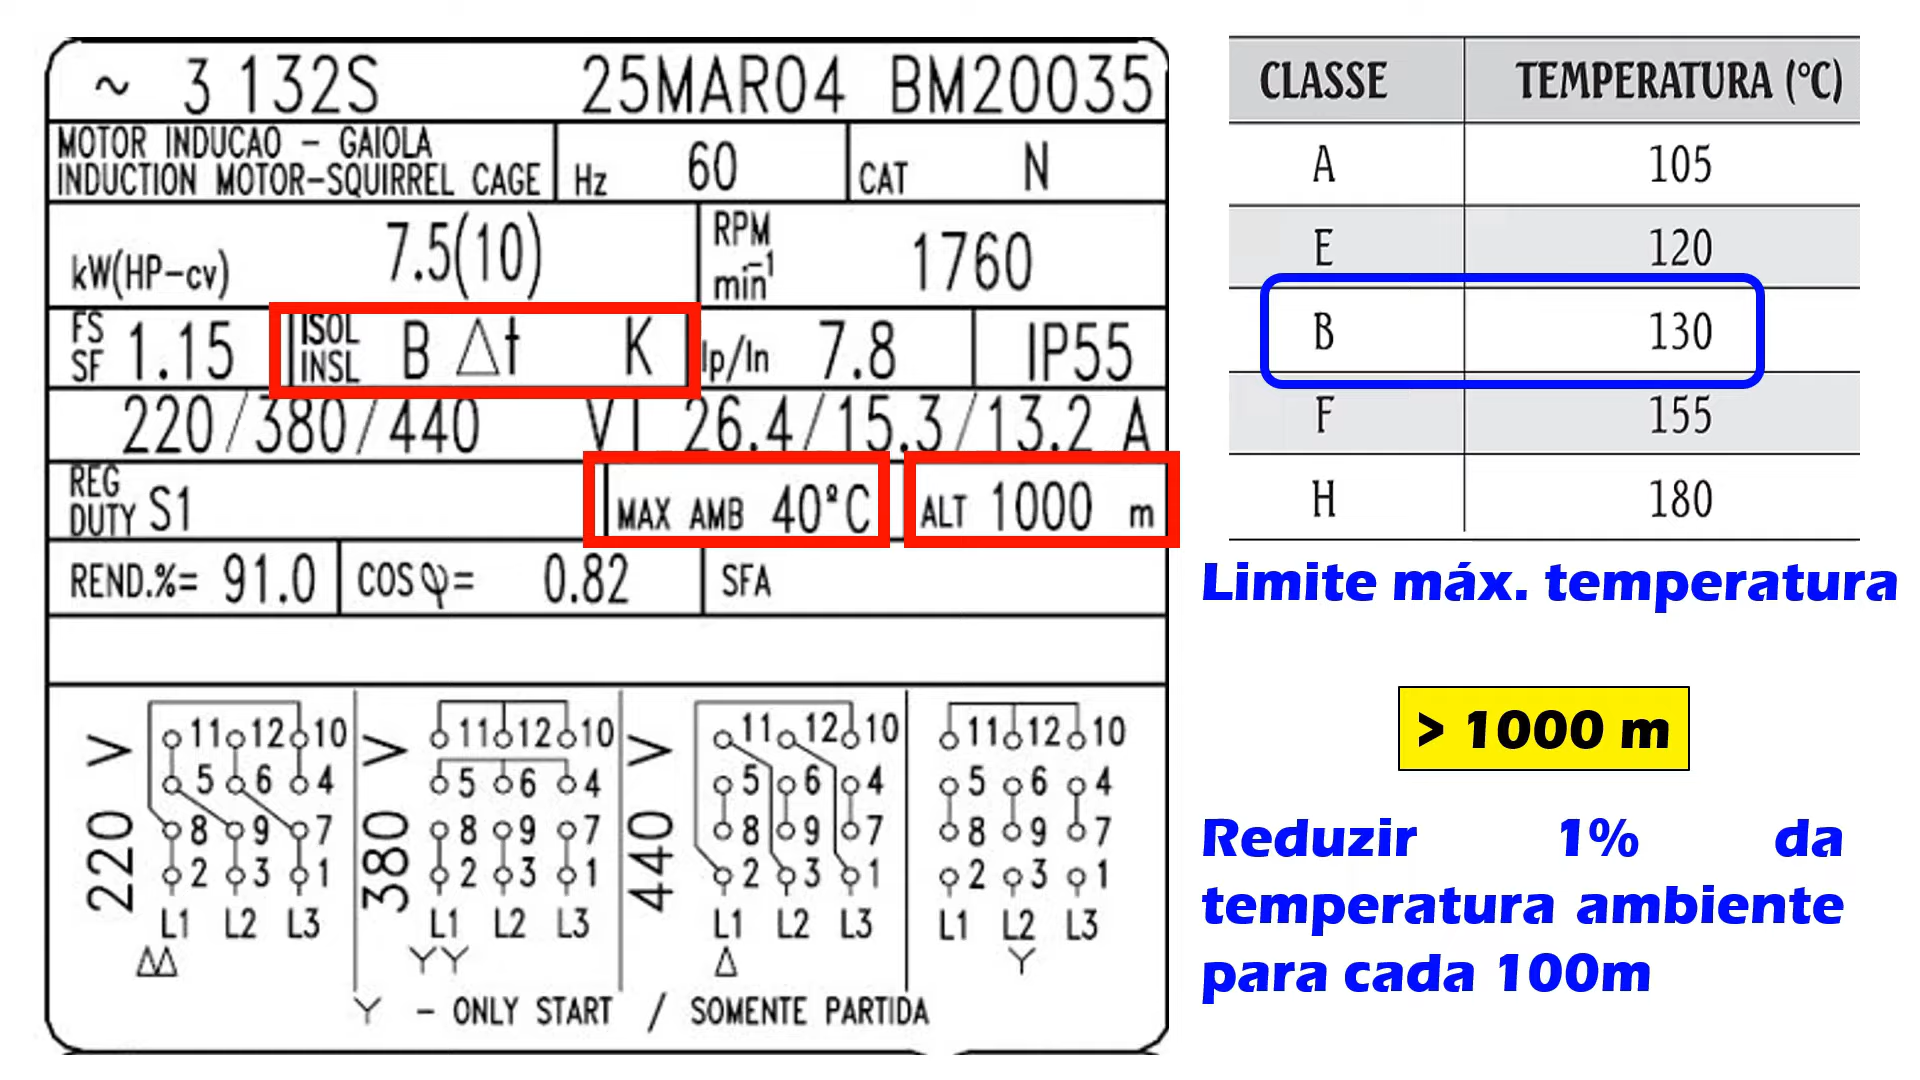 ~ 3 132S 25MAR04 BM20035
MOTOR INDUCAO - GAIOLA
INDUCTION MOTOR-SQUIRREL CAGE
Hz 60
CAT N
kW(HP-cv) 7.5(10)
RPM
min-1
1760
FS
SF
1.15
ISOL
INSL
B Δt K
Ip/In 7.8
IP55
220/380/440 V 26.4/15.3/13.2 A
REG
DUTY
S1
MAX AMB 40°C
ALT 1000 m
REND.%= 91.0
COS φ= 0.82
SFA
220 V
11 12 10
5 6 4
8 9 7
2 3 1
L1 L2 L3
ΔΔ
380 V
11 12 10
5 6 4
8 9 7
2 3 1
L1 L2 L3
YY
440 V
11 12 10
5 6 4
8 9 7
2 3 1
L1 L2 L3
Δ
11 12 10
5 6 4
8 9 7
2 3 1
L1 L2 L3
Y
Y - ONLY START / SOMENTE PARTIDA
CLASSE TEMPERATURA (°C)
A 105
E 120
B 130
F 155
H 180
Limite máx. temperatura
> 1000 m
Reduzir 1% da
temperatura ambiente
para cada 100m